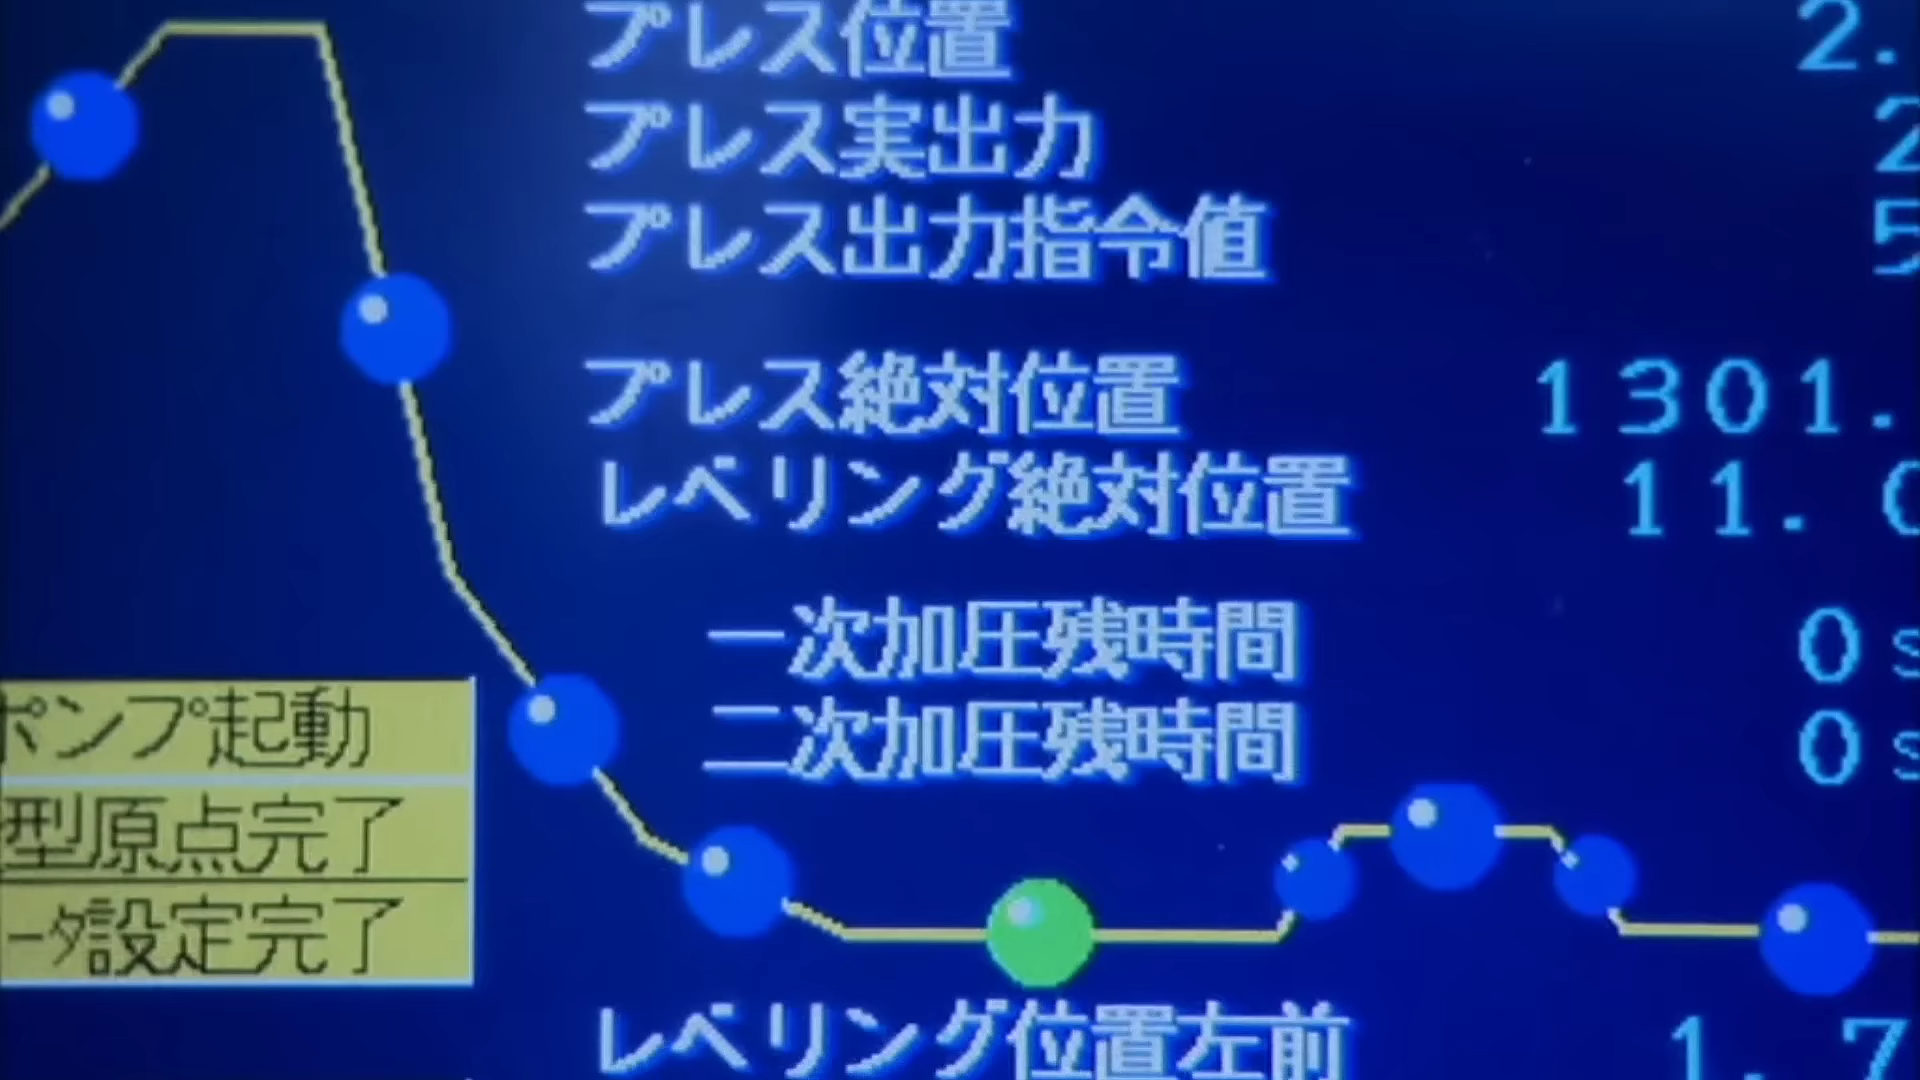 プレス位置 2.
プレス実出力 2
プレス出力指令値 5
プレス絶対位置 1301.
レベリング絶対位置 11.0
一次加圧残時間 0 s
二次加圧残時間 0 s
ポンプ起動
型原点完了
ータ設定完了
レベリング位置左前 1.7